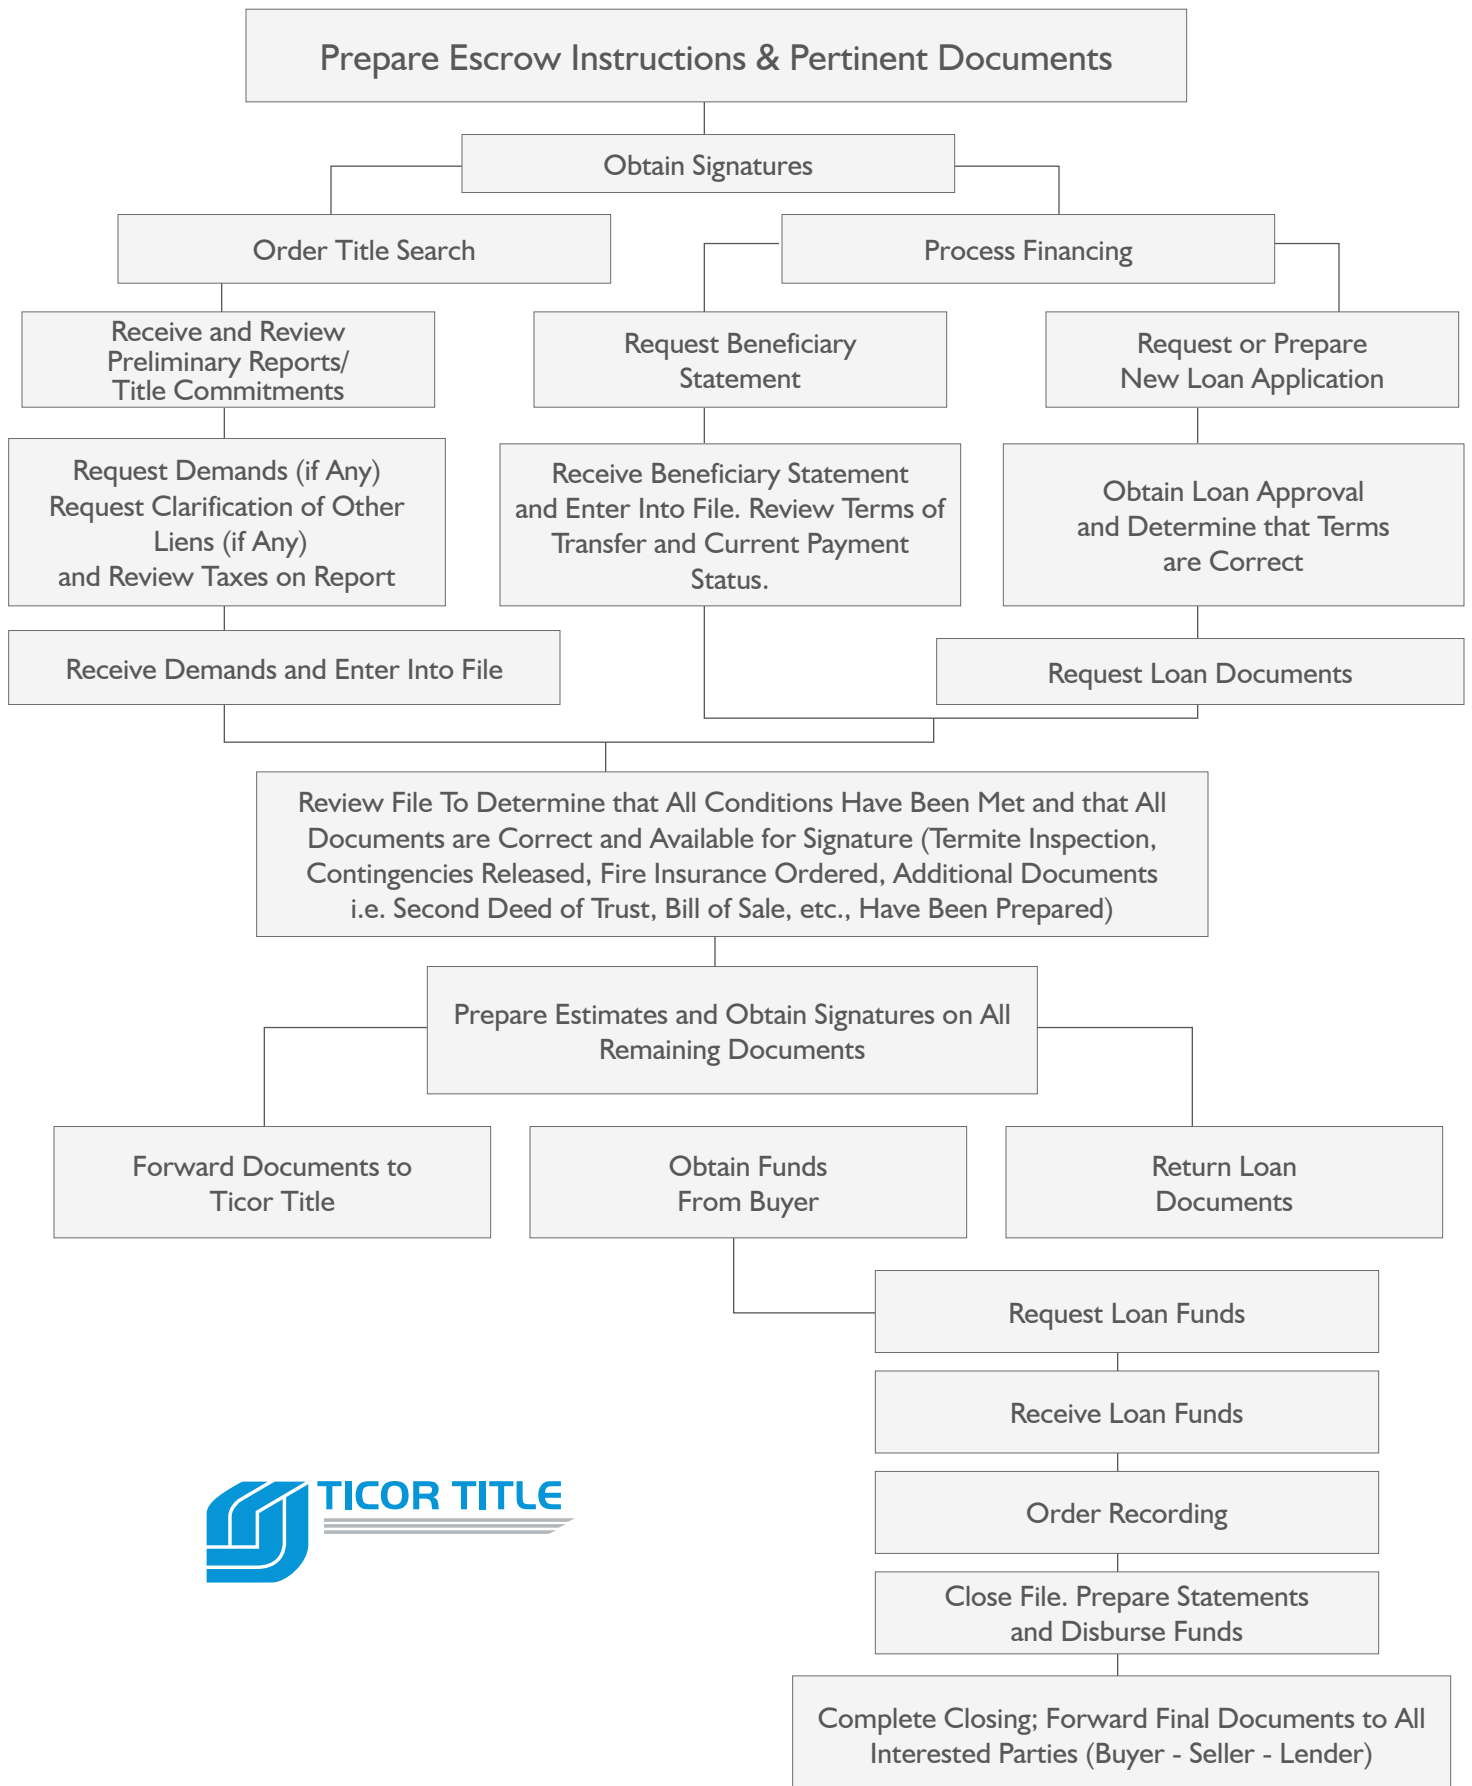 Prepare Escrow Instructions & Pertinent Documents
Obtain Signatures
Order Title Search
Process Financing
Receive and Review
Preliminary Reports/
Title Commitments
Request Beneficiary
Statement
Request or Prepare
New Loan Application
Request Demands (if Any)
Request Clarification of Other
Liens (if Any)
and Review Taxes on Report
Receive Beneficiary Statement
and Enter Into File. Review Terms of
Transfer and Current Payment
Status.
Obtain Loan Approval
and Determine that Terms
are Correct
Receive Demands and Enter Into File
Request Loan Documents
Review File To Determine that All Conditions Have Been Met and that All
Documents are Correct and Available for Signature (Termite Inspection,
Contingencies Released, Fire Insurance Ordered, Additional Documents
i.e. Second Deed of Trust, Bill of Sale, etc., Have Been Prepared)
Prepare Estimates and Obtain Signatures on All
Remaining Documents
Forward Documents to
Ticor Title
Obtain Funds
From Buyer
Return Loan
Documents
Request Loan Funds
Receive Loan Funds
Order Recording
Close File. Prepare Statements
and Disburse Funds
Complete Closing; Forward Final Documents to All
Interested Parties (Buyer - Seller - Lender)
TICOR TITLE